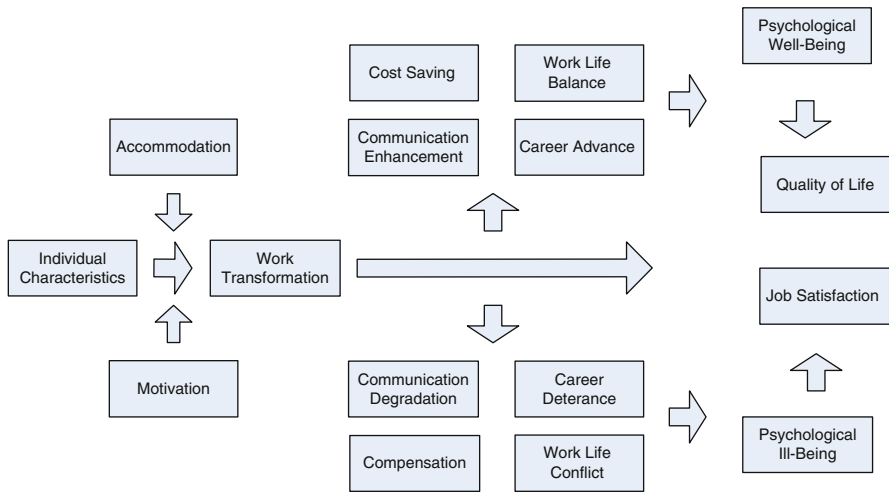 Psychological
Well-Being
Cost Saving
Work Life
Balance
Accommodation
Communication
Enhancement
Career Advance
Quality of Life
Individual
Characteristics
Work
Transformation
Job Satisfaction
Motivation
Communication
Degradation
Career
Deterance
Compensation
Work Life
Conflict
Psychological
Ill-Being